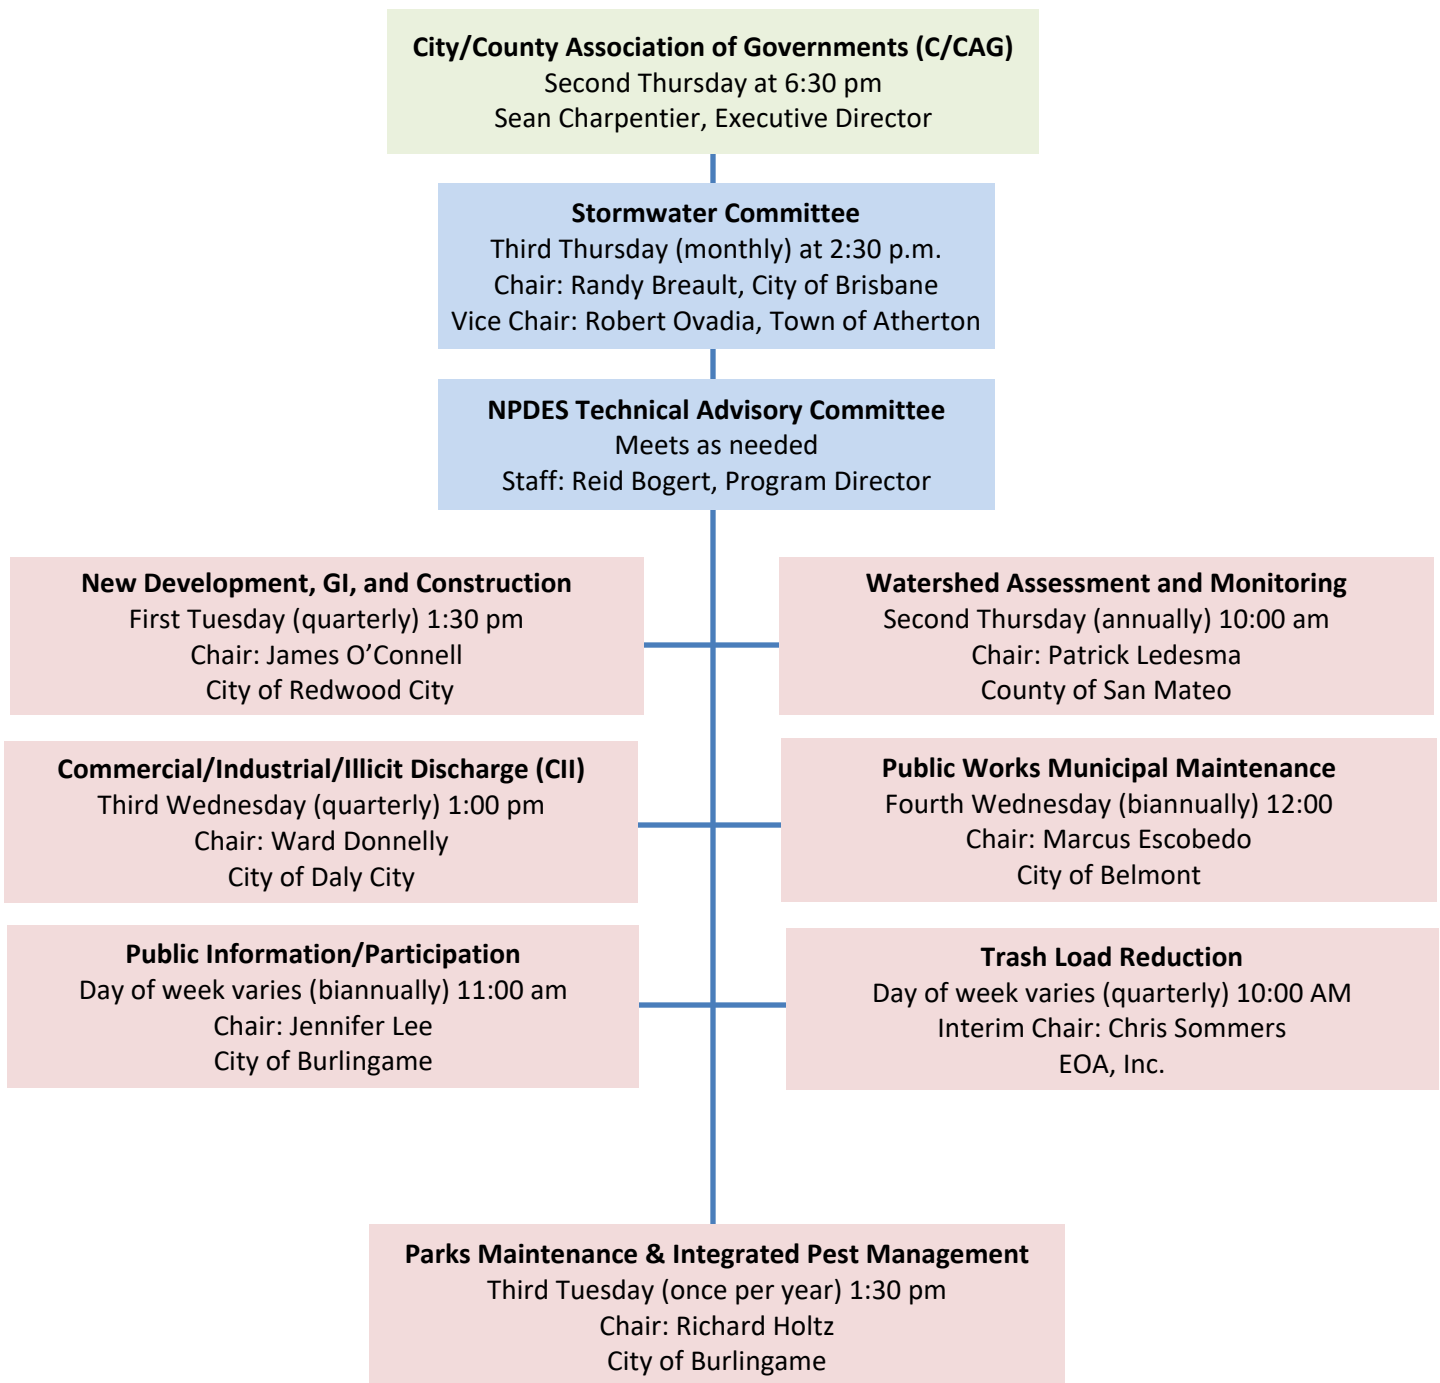 City/County Association of Governments (C/CAG)
Second Thursday at 6:30 pm
Sean Charpentier, Executive Director
Stormwater Committee
Third Thursday (monthly) at 2:30 p.m.
Chair: Randy Breault, City of Brisbane
Vice Chair: Robert Ovadia, Town of Atherton
NPDES Technical Advisory Committee
Meets as needed
Staff: Reid Bogert, Program Director
New Development, GI, and Construction
First Tuesday (quarterly) 1:30 pm
Chair: James O’Connell
City of Redwood City
Watershed Assessment and Monitoring
Second Thursday (annually) 10:00 am
Chair: Patrick Ledesma
County of San Mateo
Commercial/Industrial/Illicit Discharge (CII)
Third Wednesday (quarterly) 1:00 pm
Chair: Ward Donnelly
City of Daly City
Public Works Municipal Maintenance
Fourth Wednesday (biannually) 12:00
Chair: Marcus Escobedo
City of Belmont
Public Information/Participation
Day of week varies (biannually) 11:00 am
Chair: Jennifer Lee
City of Burlingame
Trash Load Reduction
Day of week varies (quarterly) 10:00 AM
Interim Chair: Chris Sommers
EOA, Inc.
Parks Maintenance & Integrated Pest Management
Third Tuesday (once per year) 1:30 pm
Chair: Richard Holtz
City of Burlingame